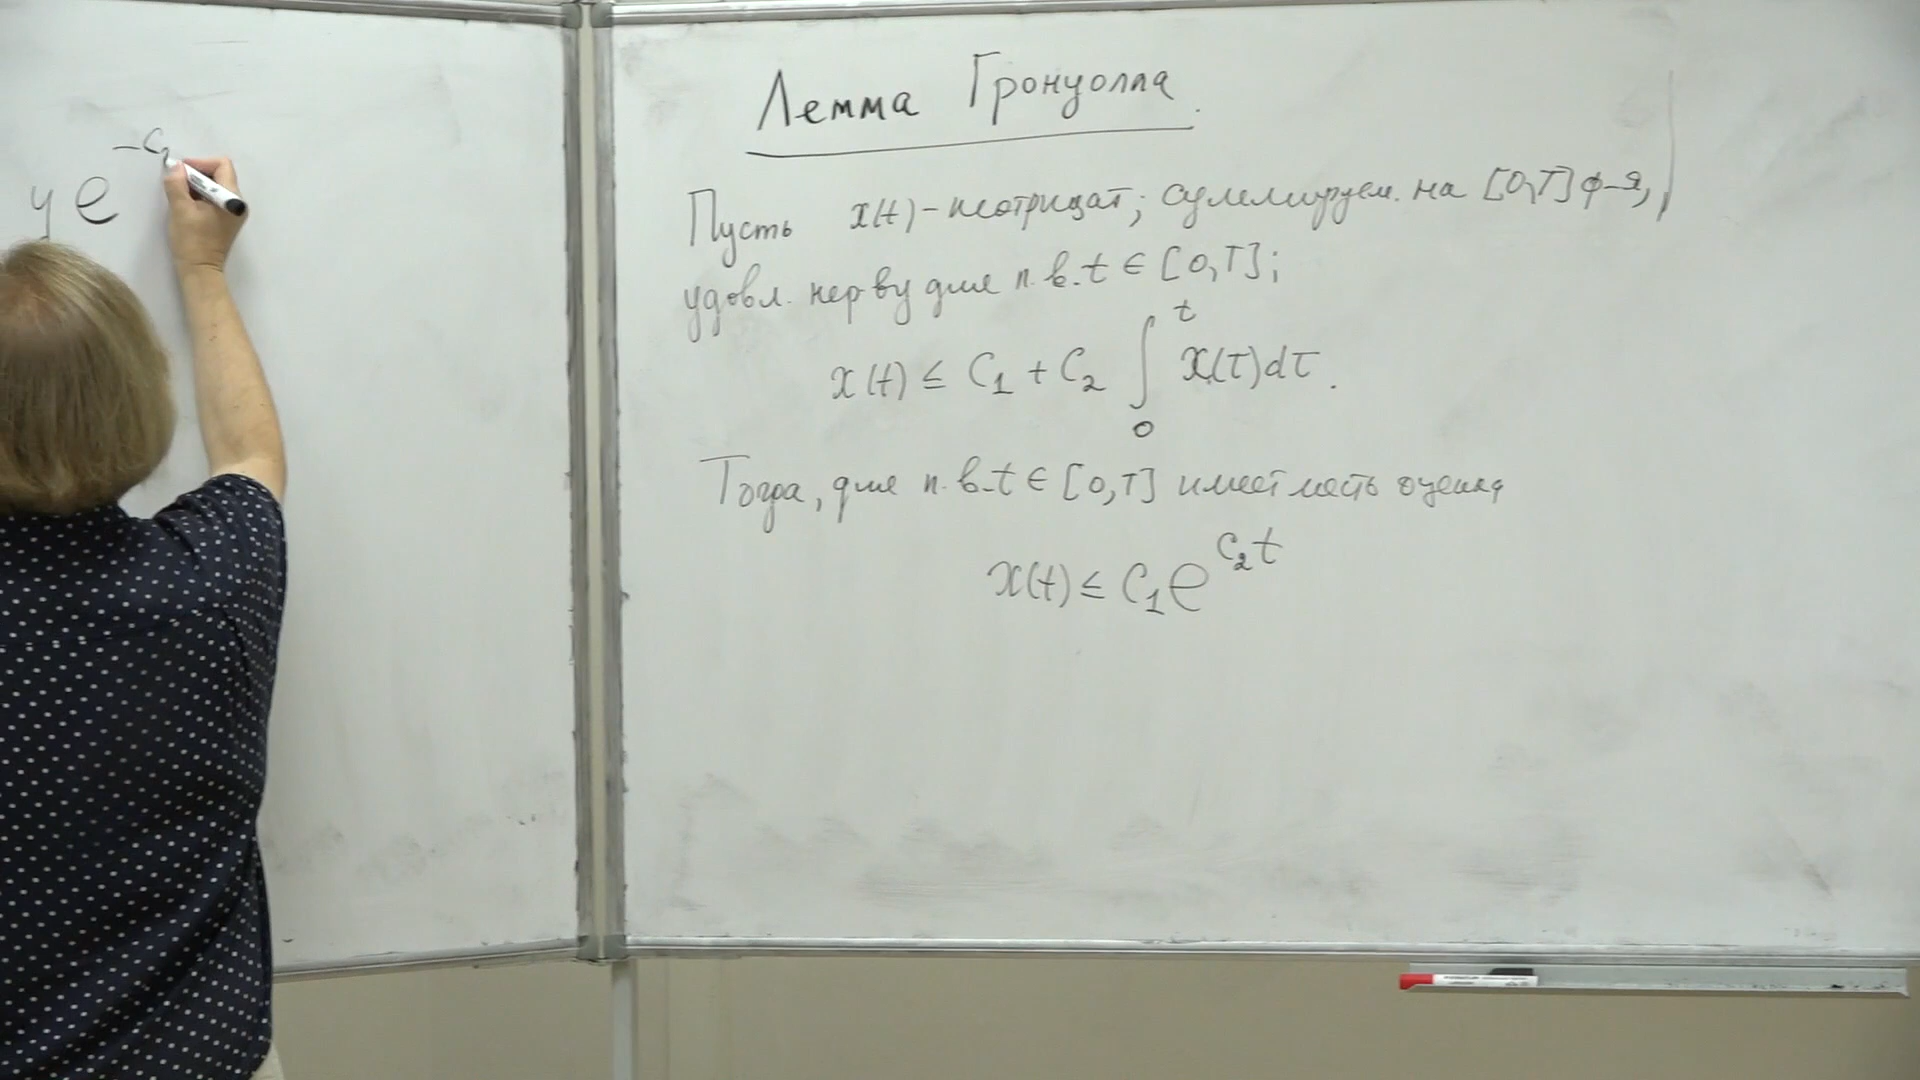 y e^{-C_2
Лемма Гронуолла.
Пусть x(t) – неотрицат; суммируем. на [0,T] ф-я,
удовл. нер-ву для п.в. t ∈ [0,T];
x(t) ≤ C_1 + C_2 ∫_0^t x(τ)dτ.
Тогда, для п.в. t ∈ [0,T] имеет место оценка
x(t) ≤ C_1 e^{C_2 t}